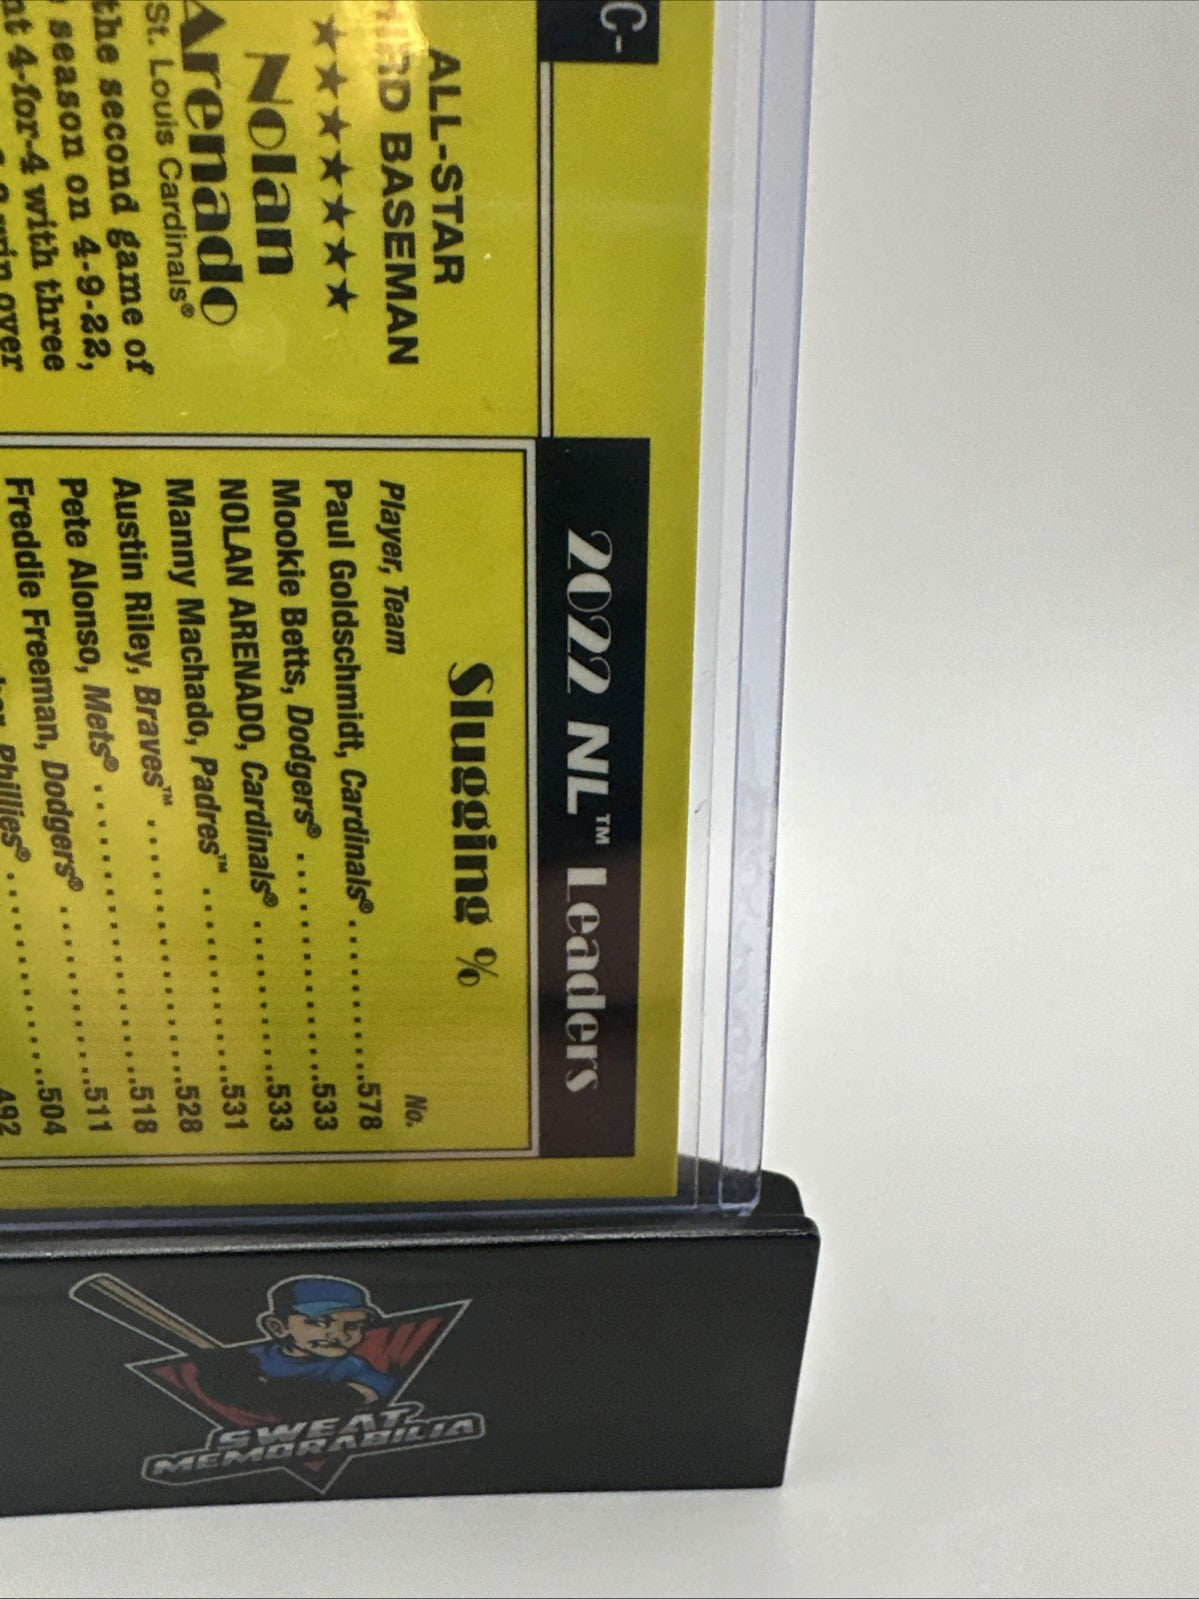 C-
ALL-STAR
THIRD BASEMAN
★★★★★★
Nolan
Arenado
St. Louis Cardinals®
the second game of
season on 4-9-22,
4-for-4 with three
over
2022 NL™ Leaders
Slugging %
Player, Team No.
Paul Goldschmidt, Cardinals® .578
Mookie Betts, Dodgers® .533
NOLAN ARENADO, Cardinals® .533
Manny Machado, Padres™ .531
Austin Riley, Braves™ .528
Pete Alonso, Mets® .518
Freddie Freeman, Dodgers® .511
Phillies® .504
492
SWEAT
MEMORABILIA